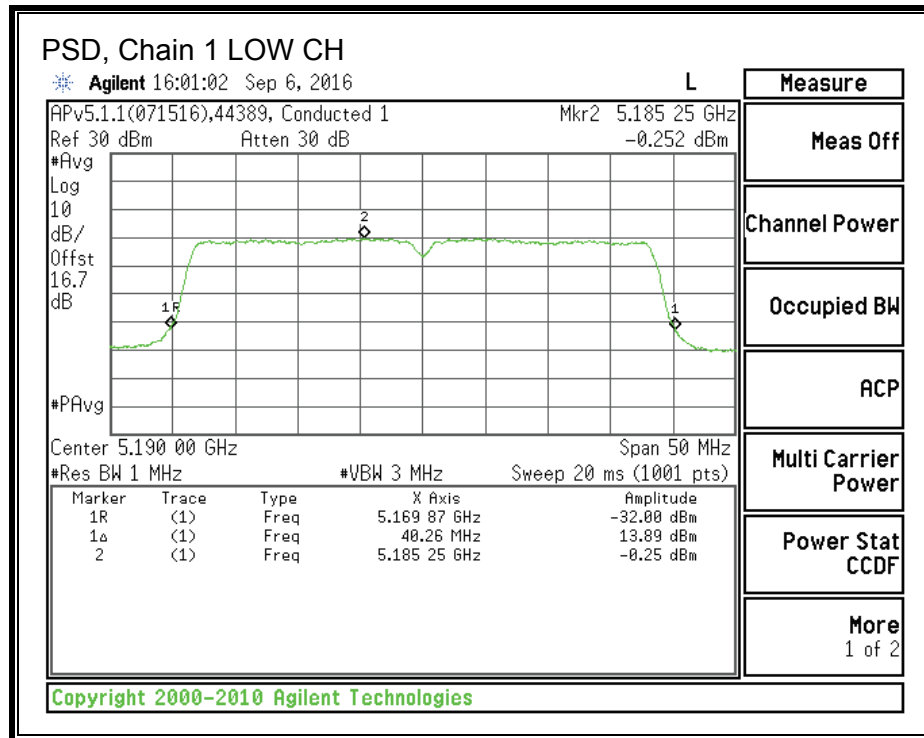 PSD, Chain 1 LOW CH
Agilent 16:01:02 Sep 6, 2016 L
APv5.1.1(071516),44389, Conducted 1 Mkr2 5.185 25 GHz
Ref 30 dBm Atten 30 dB -0.252 dBm
#Avg
Log
10
dB/
Offst
16.7
dB
#PAvg
2
1R
1
Center 5.190 00 GHz Span 50 MHz
#Res BW 1 MHz #VBW 3 MHz Sweep 20 ms (1001 pts)
Marker Trace Type X Axis Amplitude
1R (1) Freq 5.169 87 GHz -32.00 dBm
1Δ (1) Freq 40.26 MHz 13.89 dBm
2 (1) Freq 5.185 25 GHz -0.25 dBm
Measure
Meas Off
Channel Power
Occupied BW
ACP
Multi Carrier
Power
Power Stat
CCDF
More
1 of 2
Copyright 2000-2010 Agilent Technologies